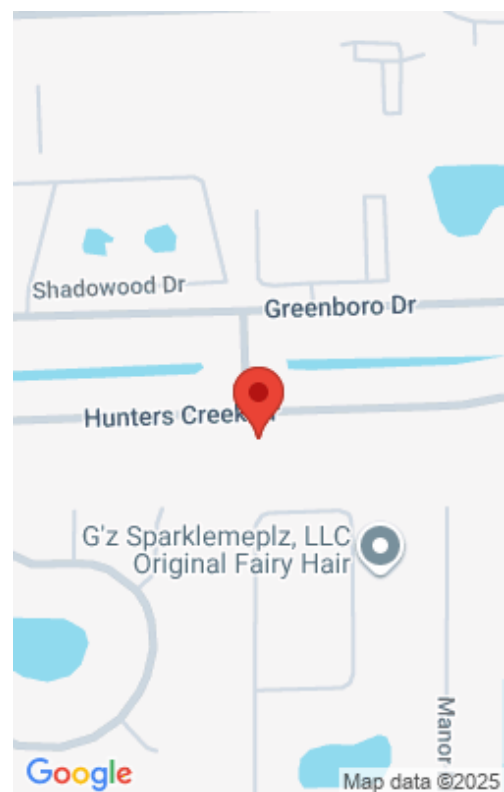 Shadowood Dr
Greenboro Dr
Hunters Creek
G'z Sparklemeplz, LLC
Original Fairy Hair
Manor
Google
Map data ©2025